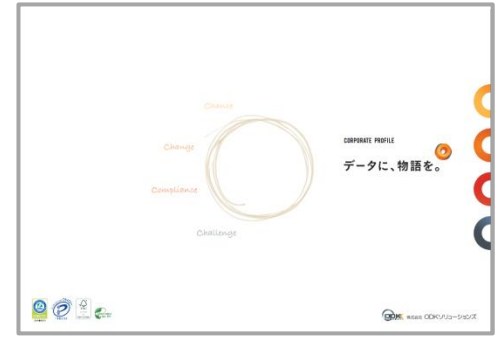 Chance
Change
Compliance
Challenge
CORPORATE PROFILE
データに、物語を。
ODK 株式会社 ODKソリューションズ